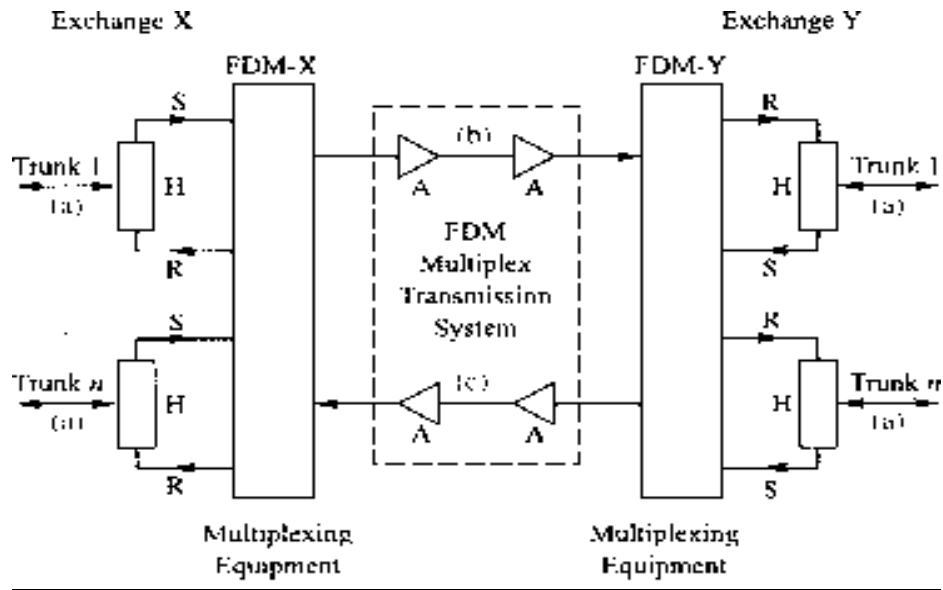 Exchange X
Exchange Y
FDM-X
FDM-Y
S
R
(b)
Trunk 1
H
A
A
H
Trunk 1
(a)
(a)
FDM
Multiplex
Transmission
System
R
S
S
R
(c)
Trunk n
H
A
A
H
Trunk n
(a)
(a)
R
S
Multiplexing
Equipment
Multiplexing
Equipment